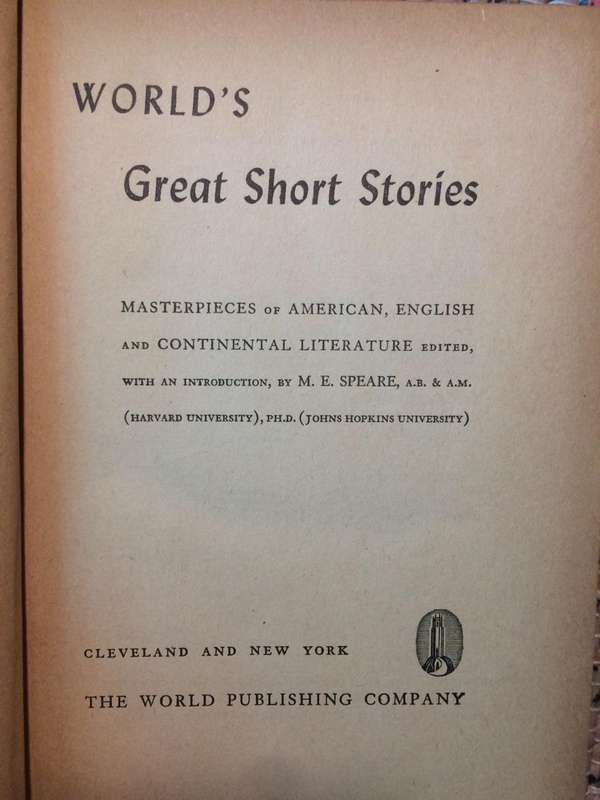 WORLD'S
Great Short Stories
MASTERPIECES OF AMERICAN, ENGLISH
AND CONTINENTAL LITERATURE EDITED,
WITH AN INTRODUCTION, BY M. E. SPEARE, A.B. & A.M.
(HARVARD UNIVERSITY), PH.D. (JOHNS HOPKINS UNIVERSITY)
CLEVELAND AND NEW YORK
THE WORLD PUBLISHING COMPANY